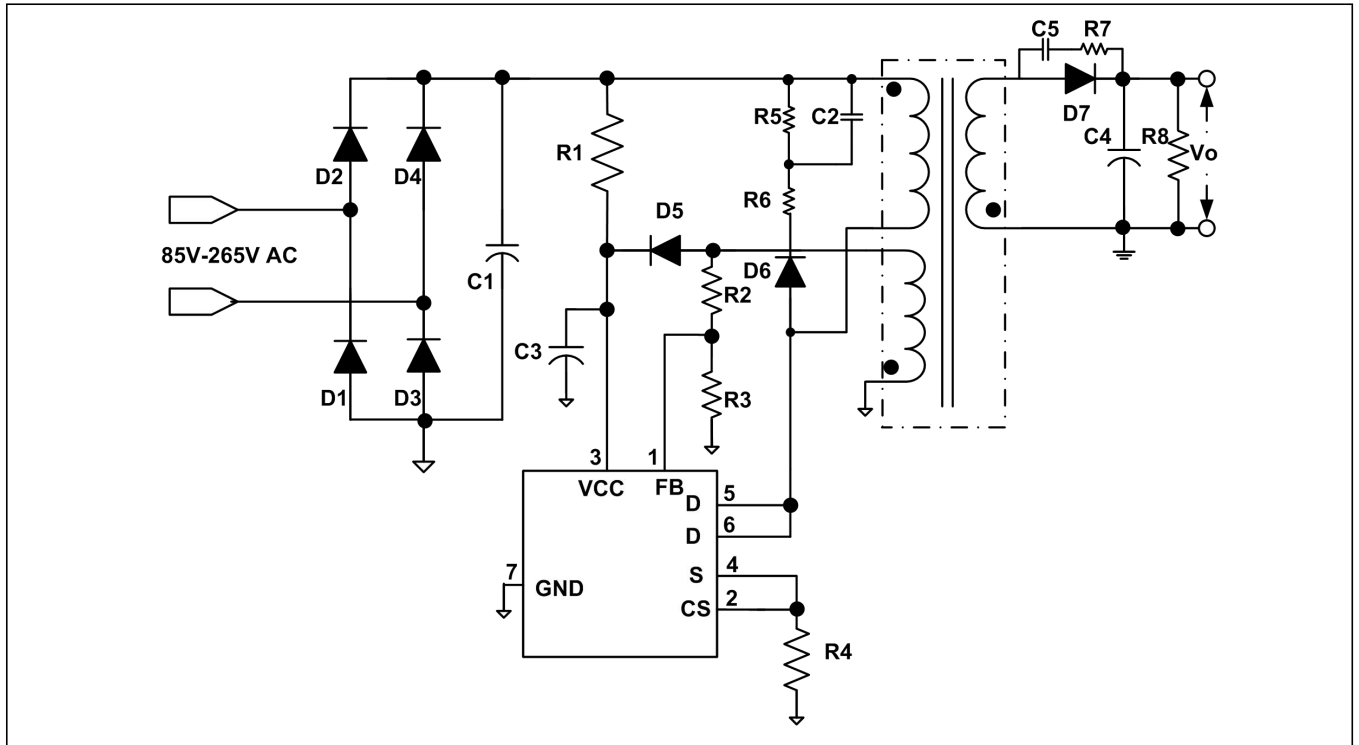 C5 R7
D7
R5 C2
C4 R8 Vo
R1
D2 D4
R6
D5
85V-265V AC
C1
D6
R2
C3
D1 D3
R3
3 1
VCC FB
D 5
D 6
S 4
7 GND
CS 2
R4